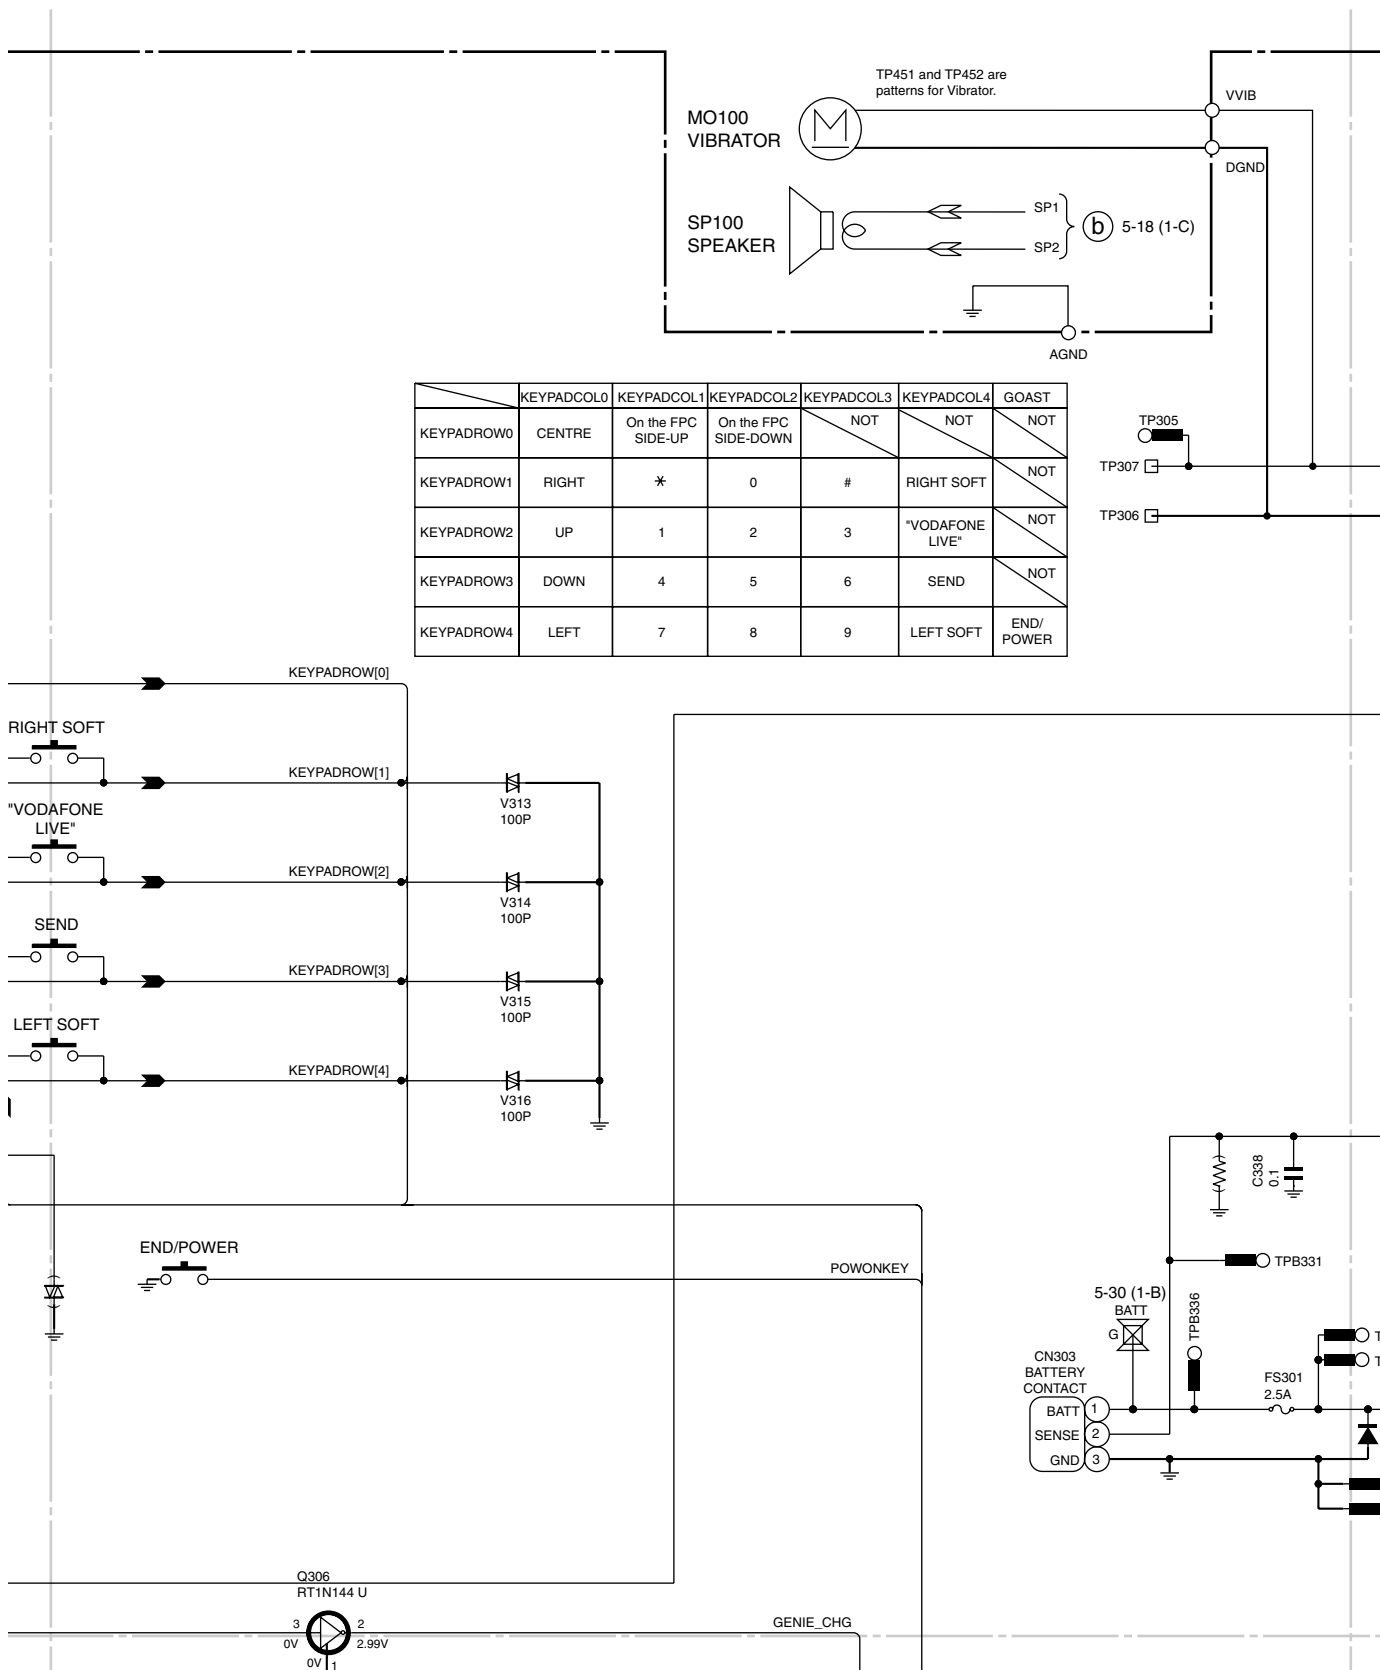 TP451 and TP452 are
patterns for Vibrator.
VVIB
MO100
VIBRATOR
DGND
SP100
SPEAKER
SP1
SP2
b 5-18 (1-C)
AGND
KEYPADCOL0 KEYPADCOL1 KEYPADCOL2 KEYPADCOL3 KEYPADCOL4 GOAST
KEYPADROW0 CENTRE On the FPC SIDE-UP On the FPC SIDE-DOWN NOT NOT NOT
KEYPADROW1 RIGHT * 0 # RIGHT SOFT NOT
KEYPADROW2 UP 1 2 3 "VODAFONE LIVE" NOT
KEYPADROW3 DOWN 4 5 6 SEND NOT
KEYPADROW4 LEFT 7 8 9 LEFT SOFT END/ POWER
TP305
TP307
TP306
KEYPADROW[0]
RIGHT SOFT
KEYPADROW[1]
V313
100P
"VODAFONE
LIVE"
KEYPADROW[2]
V314
100P
SEND
KEYPADROW[3]
V315
100P
LEFT SOFT
KEYPADROW[4]
V316
100P
C338
0.1
END/POWER
POWONKEY
TPB331
5-30 (1-B)
BATT
G
TPB336
T
T
CN303
BATTERY
CONTACT
FS301
2.5A
BATT 1
SENSE 2
GND 3
Q306
RT1N144 U
3 2
0V 2.99V
0V 1
GENIE_CHG